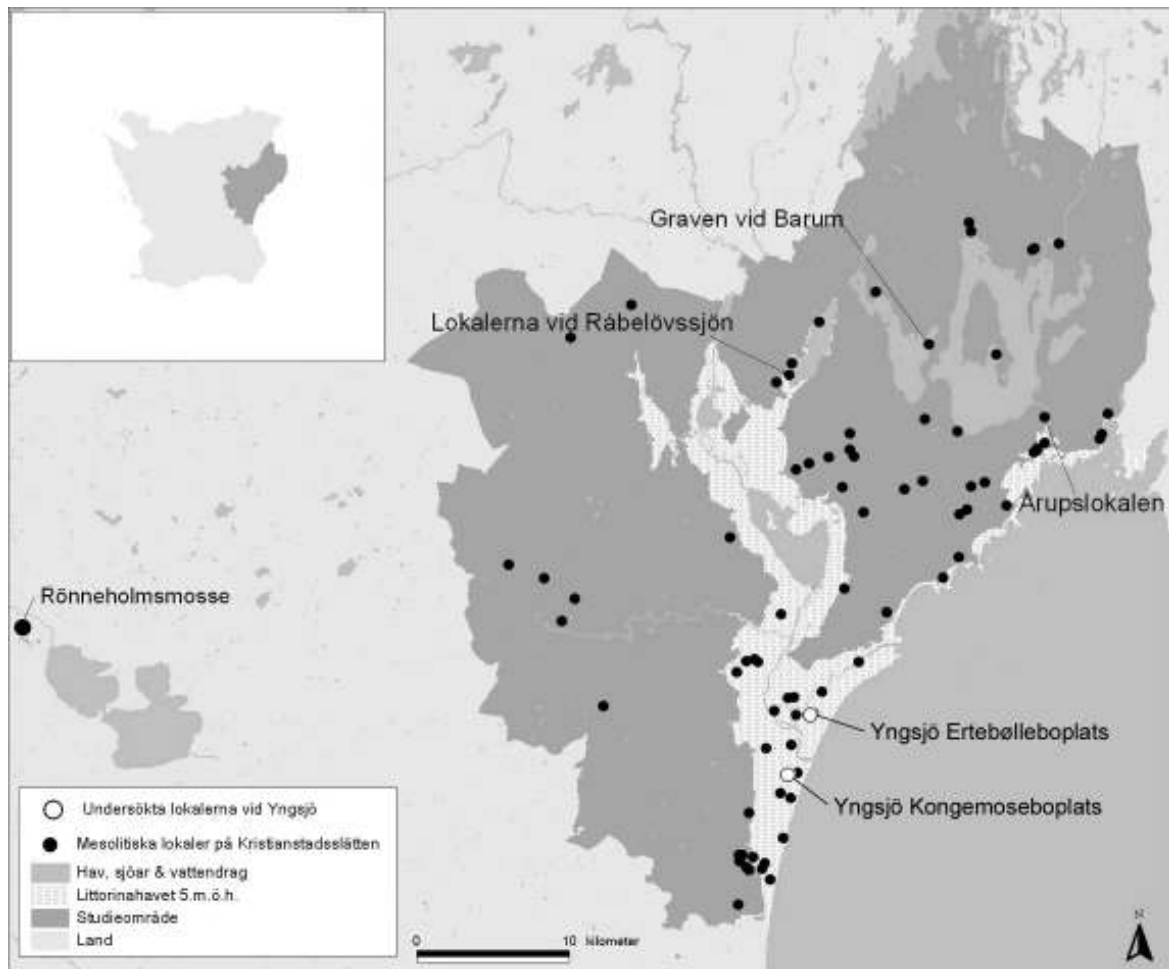 Graven vid Barum
Lokalerna vid Råbelövssjön
Årupslokalen
Rönneholmsmosse
Yngsjö Ertebølleboplats
Yngsjö Kongemoseboplats
Undersökta lokalerna vid Yngsjö
Mesolitiska lokaler på Kristianstadsslätten
Hav, sjöar & vattendrag
Littorinahavet 5.m.ö.h.
Studieområde
Land
0 10 kilometer
N